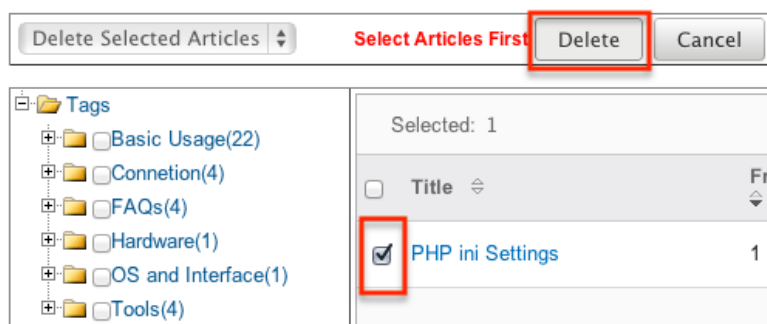 Delete Selected Articles Select Articles First Delete Cancel
Tags
Basic Usage(22)
Connetion(4)
FAQs(4)
Hardware(1)
OS and Interface(1)
Tools(4)
Selected: 1
Title Fr
PHP ini Settings 1